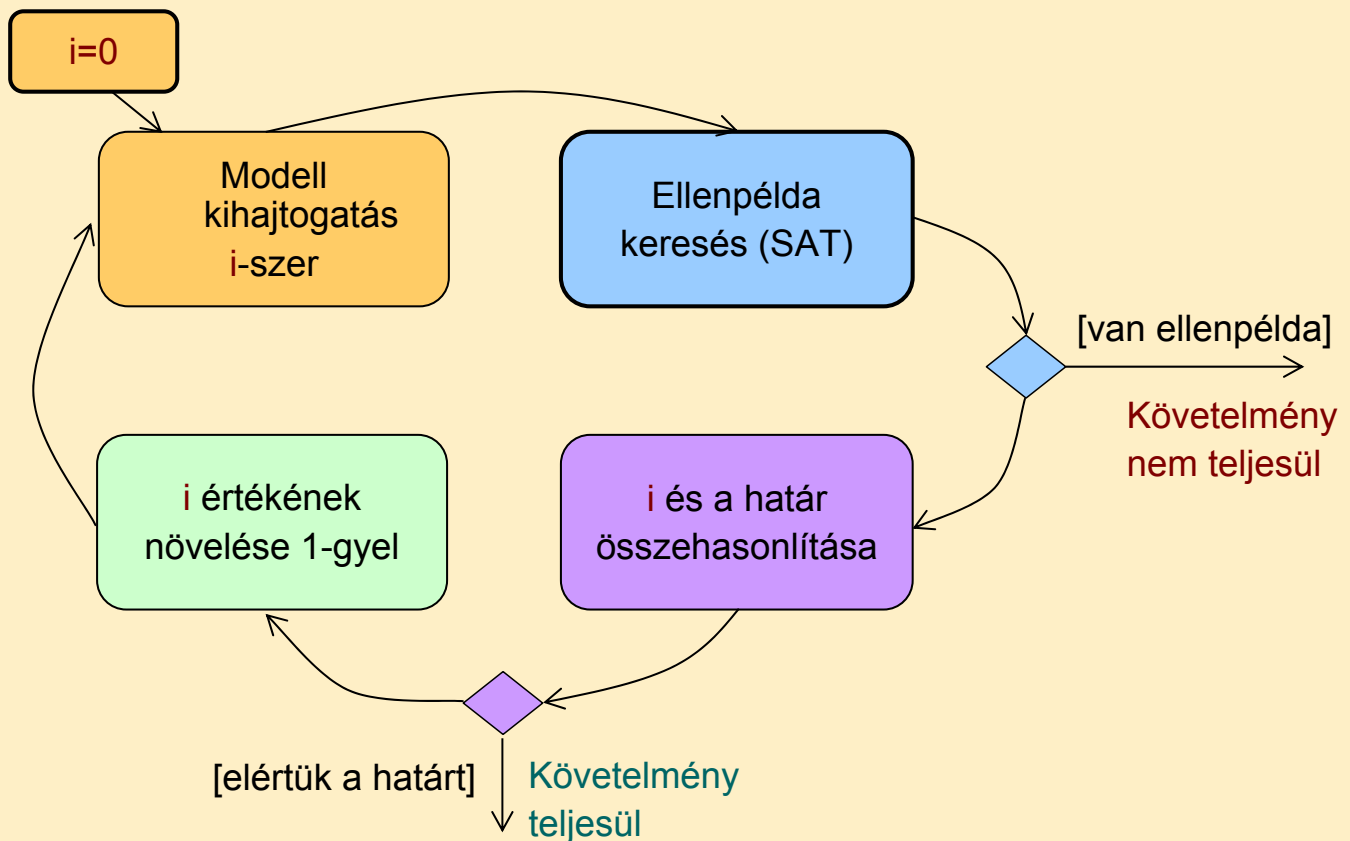 i=0
Modell
kihajtogatás
i-szer
Ellenpélda
keresés (SAT)
[van ellenpélda]
Követelmény
nem teljesül
i és a határ
összehasonlítása
i értékének
növelése 1-gyel
[elértük a határt]
Követelmény
teljesül